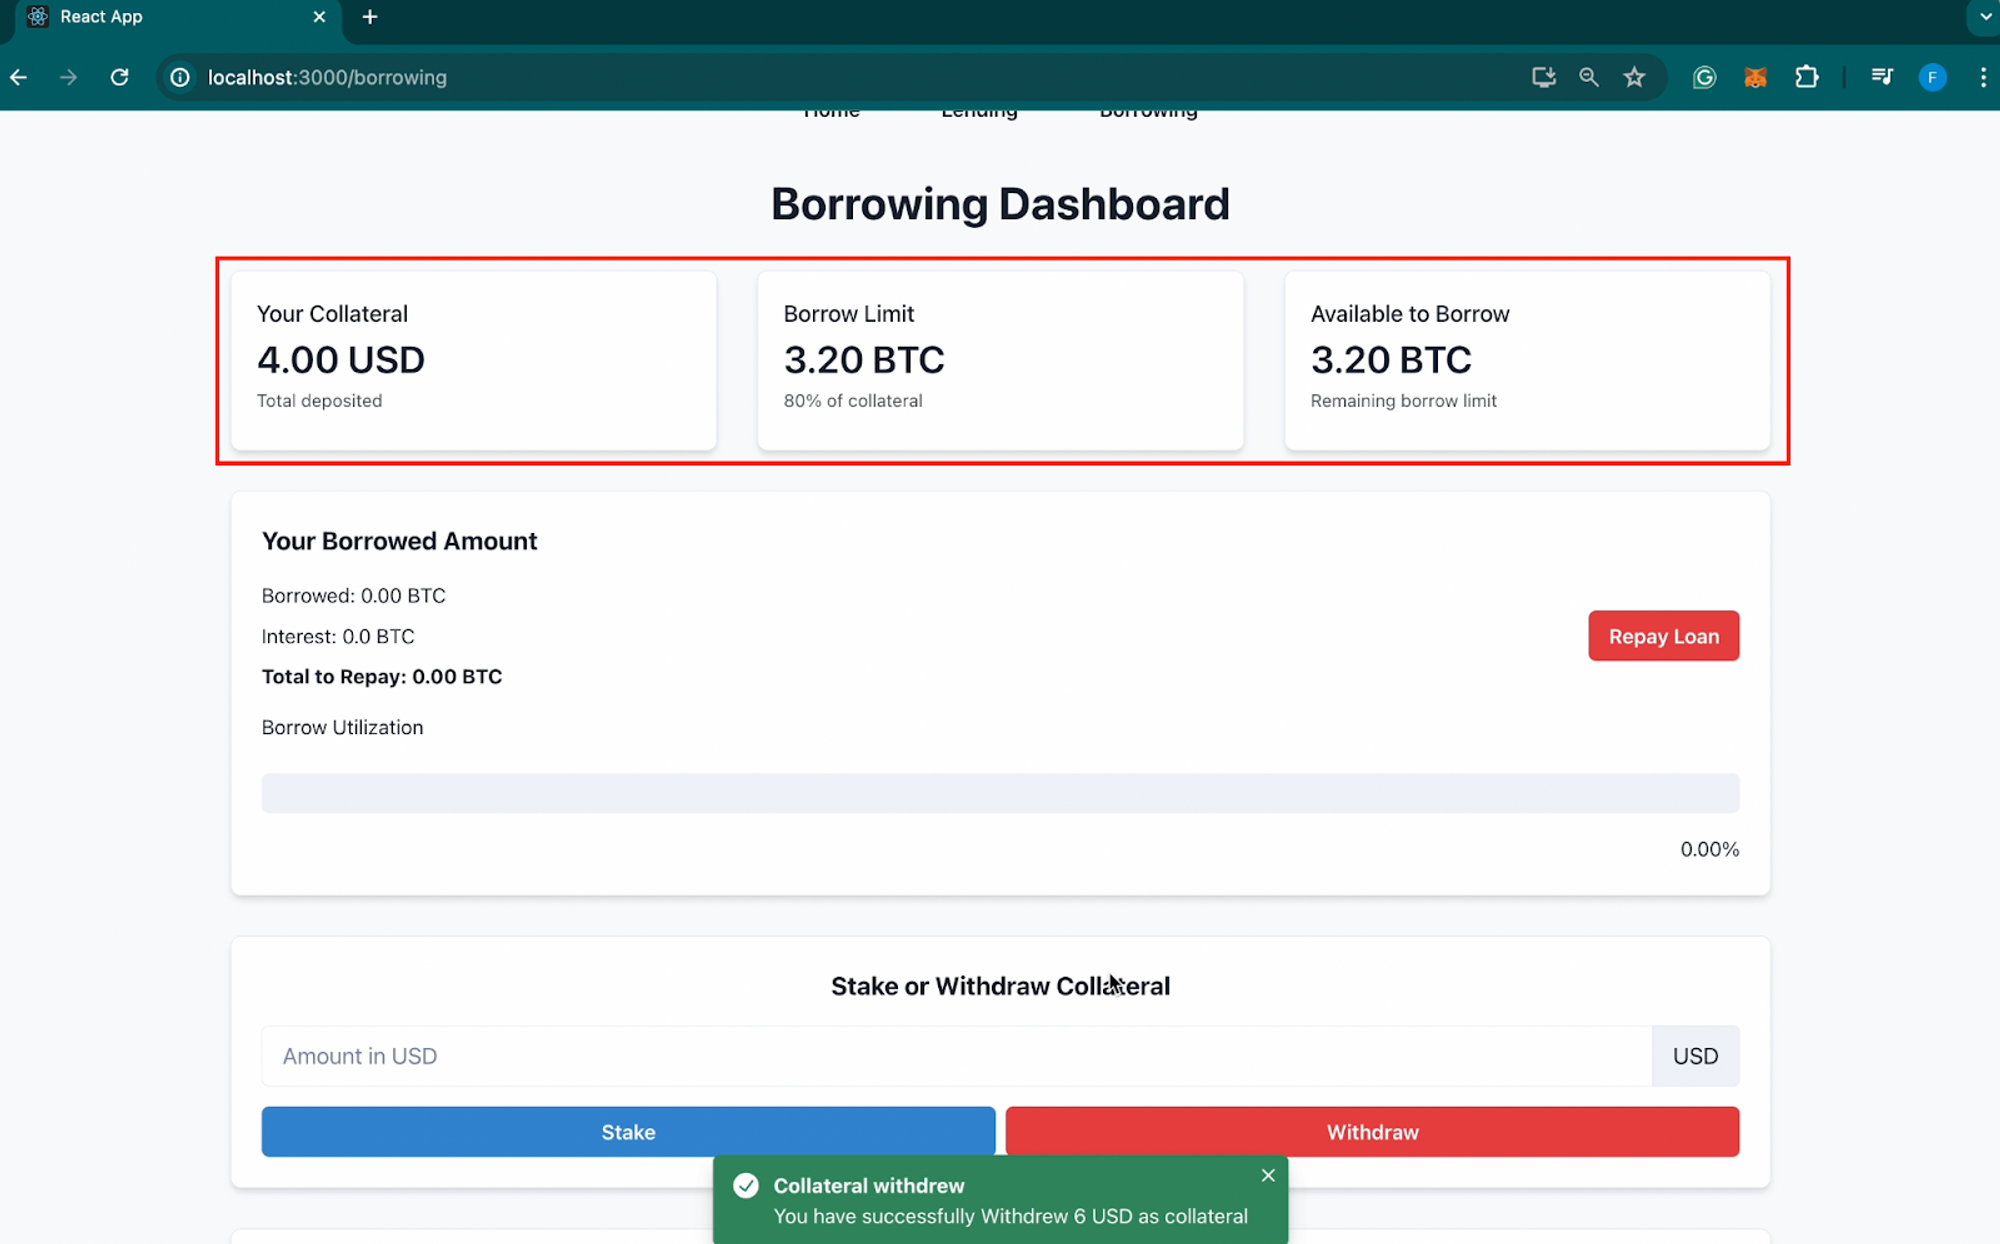 React App
localhost:3000/borrowing
F
Home Lending Borrowing
Borrowing Dashboard
Your Collateral
4.00 USD
Total deposited
Borrow Limit
3.20 BTC
80% of collateral
Available to Borrow
3.20 BTC
Remaining borrow limit
Your Borrowed Amount
Borrowed: 0.00 BTC
Interest: 0.0 BTC
Total to Repay: 0.00 BTC
Repay Loan
Borrow Utilization
0.00%
Stake or Withdraw Collateral
Amount in USD
USD
Stake
Withdraw
Collateral withdrew
You have successfully Withdrew 6 USD as collateral